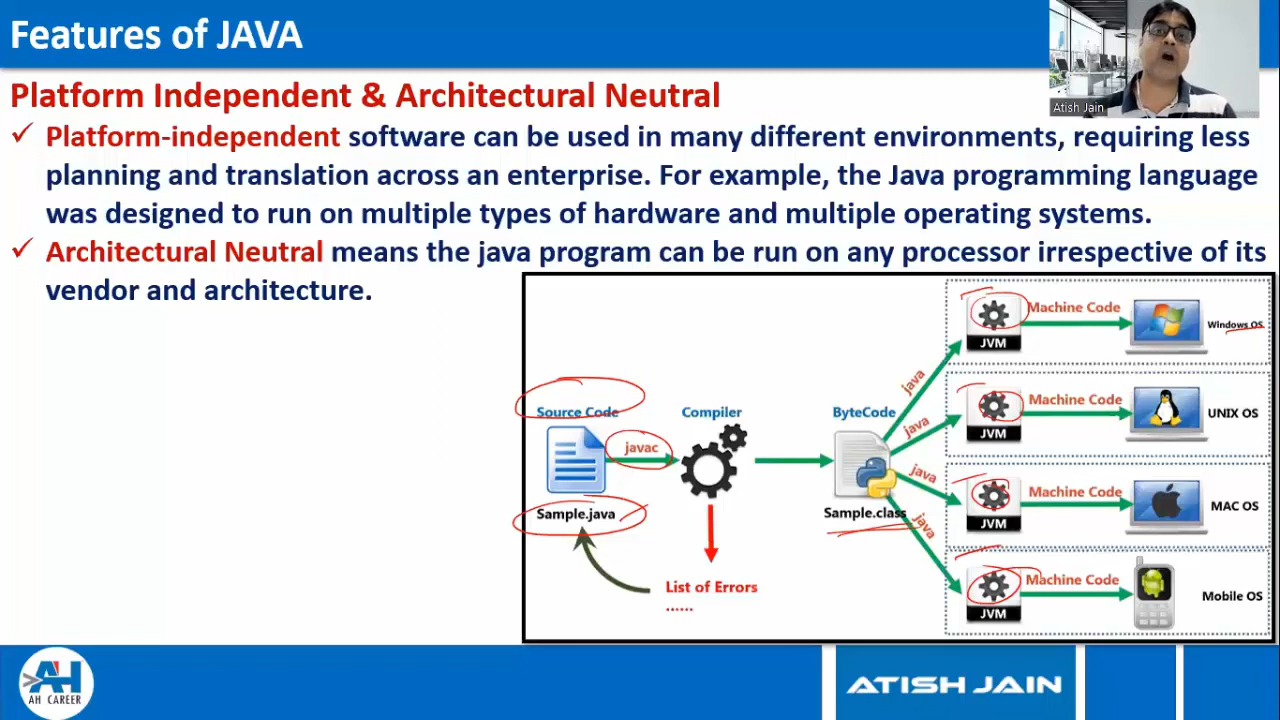 Features of JAVA
Atish Jain
Platform Independent & Architectural Neutral
Platform-independent software can be used in many different environments, requiring less
planning and translation across an enterprise. For example, the Java programming language
was designed to run on multiple types of hardware and multiple operating systems.
Architectural Neutral means the java program can be run on any processor irrespective of its
vendor and architecture.
Source Code
javac
Sample.java
Compiler
List of Errors
......
ByteCode
Sample.class
java
JVM
Machine Code
Windows OS
java
JVM
Machine Code
UNIX OS
java
JVM
Machine Code
MAC OS
java
JVM
Machine Code
Mobile OS
AH
AH CAREER
ATISH JAIN